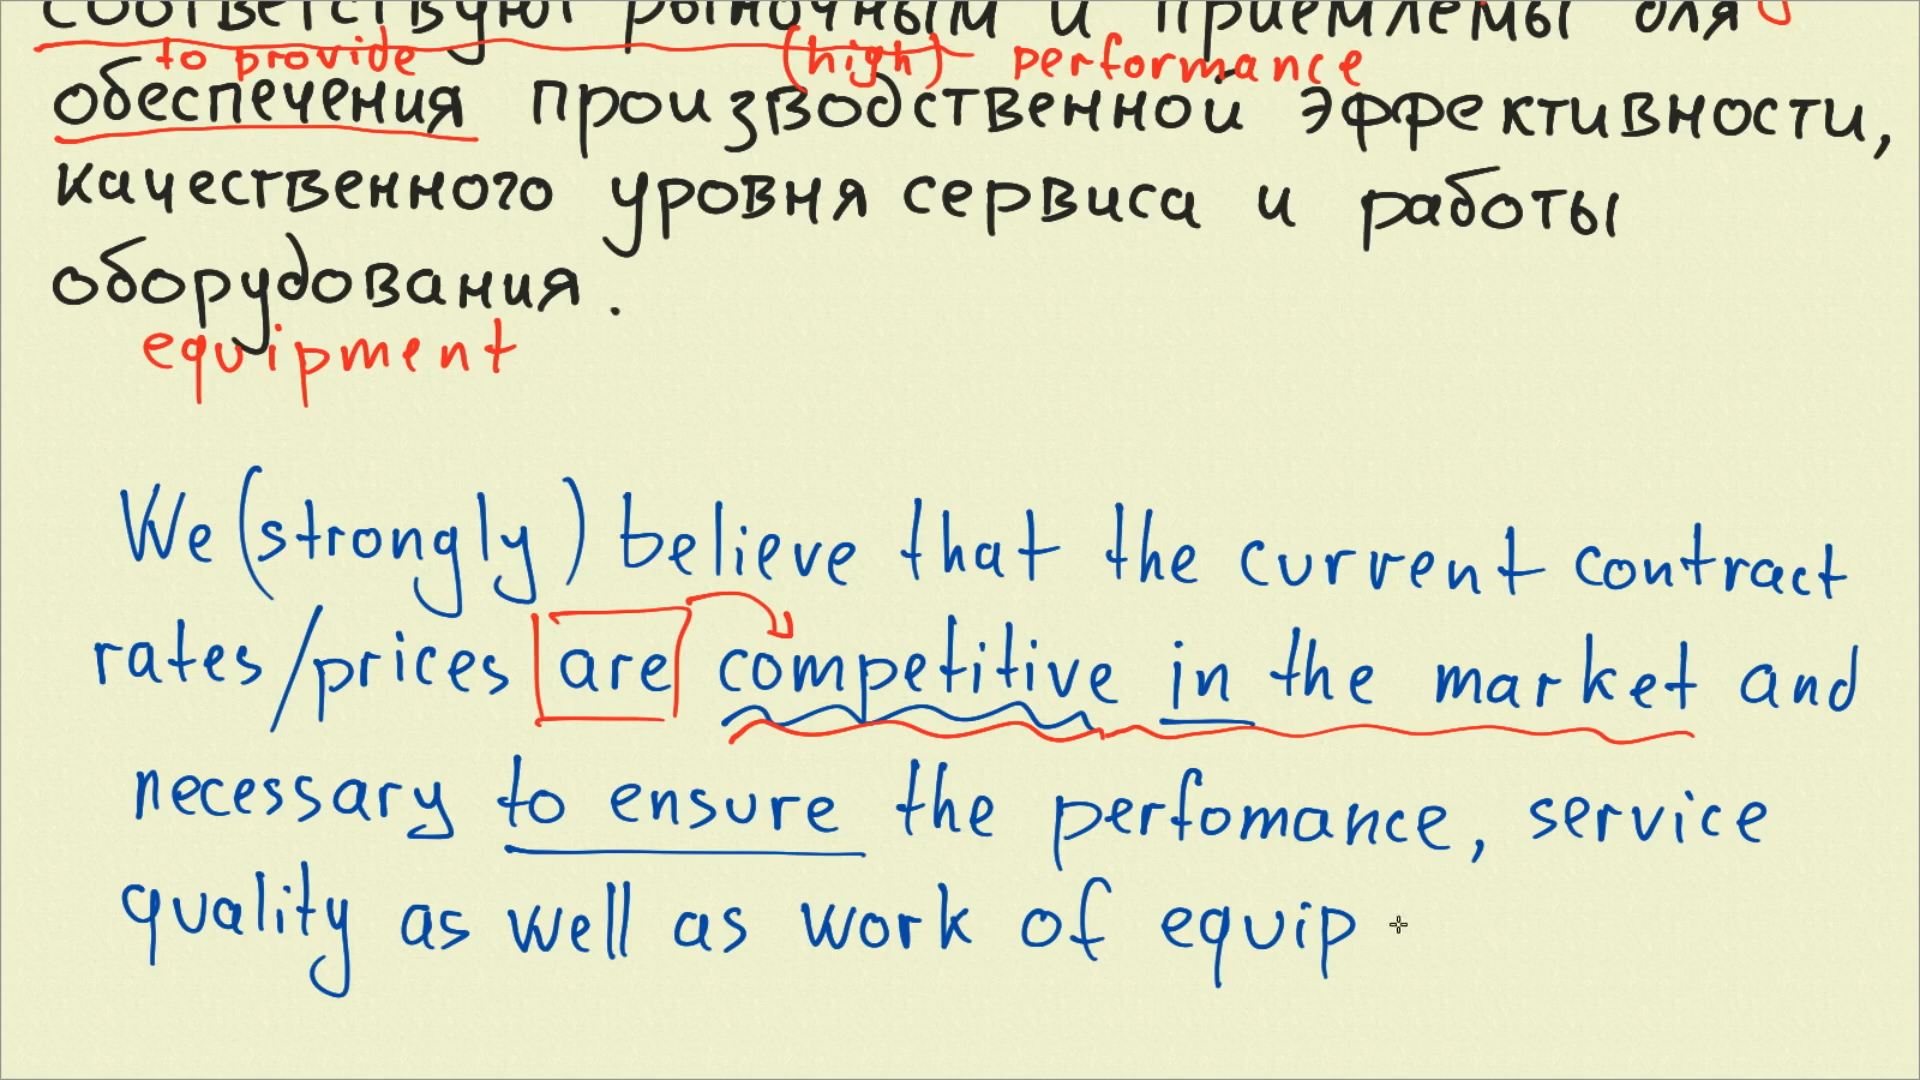 соответствуют рыночным и приемлемы для
to provide (high) performance
обеспечения производственной эффективности,
качественного уровня сервиса и работы
оборудования.
equipment
We (strongly) believe that the current contract
rates/prices are competitive in the market and
necessary to ensure the perfomance, service
quality as well as work of equip